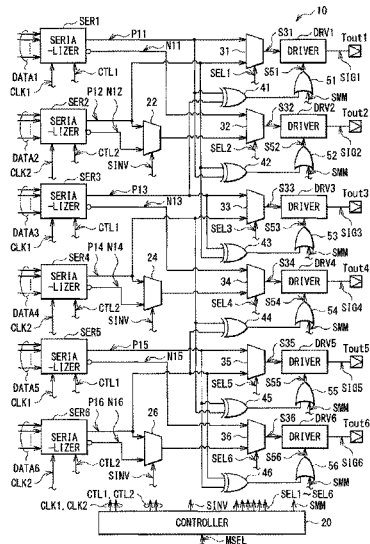 10
SER1
P11
S31
DRV1
Tout1
SERIA
-LIZER
N11
31
DRIVER
DATA1
CLK1
CTL1
SEL1
S51
51
SIG1
SER2
P12 N12
22
41
SMM
S32
DRV2
Tout2
SERIA
-LIZER
32
DRIVER
DATA2
CLK2
CTL2
SINV
SEL2
S52
52
SIG2
SER3
P13
42
SMM
S33
DRV3
Tout3
SERIA
-LIZER
N13
33
DRIVER
DATA3
CLK1
CTL1
SEL3
S53
53
SIG3
SER4
P14 N14
24
43
SMM
S34
DRV4
Tout4
SERIA
-LIZER
34
DRIVER
DATA4
CLK2
CTL2
SINV
SEL4
S54
54
SIG4
SER5
P15
44
SMM
S35
DRV5
Tout5
SERIA
-LIZER
N15
35
DRIVER
DATA5
CLK1
CTL1
SEL5
S55
55
SIG5
SER6
P16 N16
26
45
SMM
S36
DRV6
Tout6
SERIA
-LIZER
36
DRIVER
DATA6
CLK2
CTL2
SINV
SEL6
S56
56
SIG6
46
SMM
CLK1, CLK2
CTL1, CTL2
SINV
SEL1~SEL6
SMM
CONTROLLER
20
MSEL